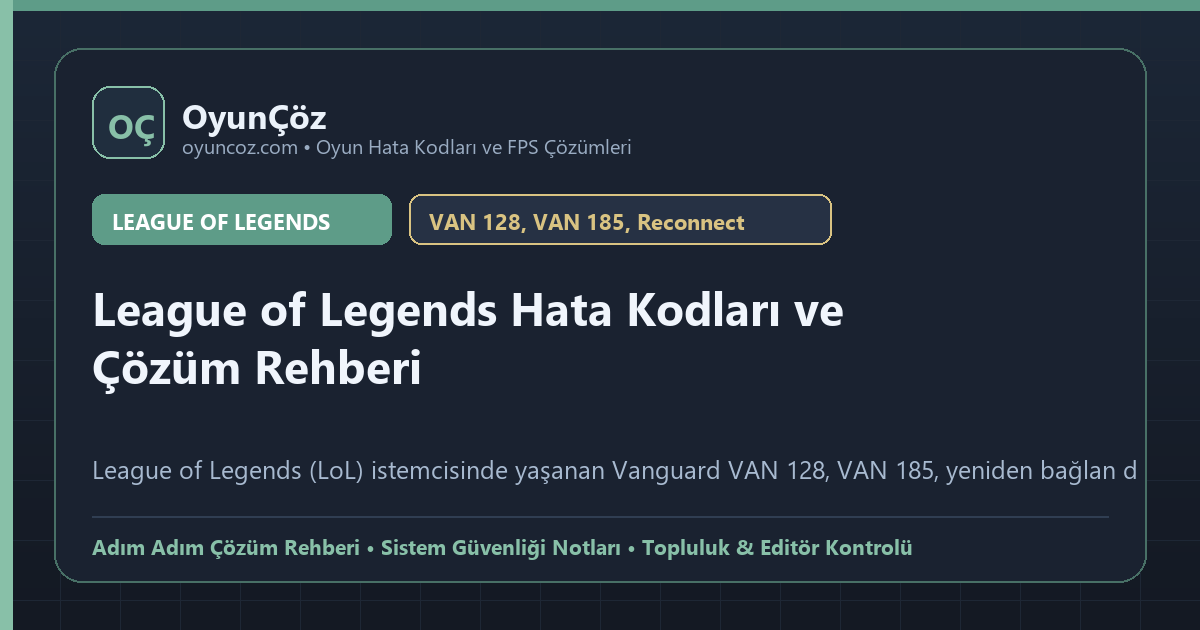 OÇ
OyunÇöz
oyuncoz.com • Oyun Hata Kodları ve FPS Çözümleri
LEAGUE OF LEGENDS
VAN 128, VAN 185, Reconnect
League of Legends Hata Kodları ve
Çözüm Rehberi
League of Legends (LoL) istemcisinde yaşanan Vanguard VAN 128, VAN 185, yeniden bağlan d
Adım Adım Çözüm Rehberi • Sistem Güvenliği Notları • Topluluk & Editör Kontrolü